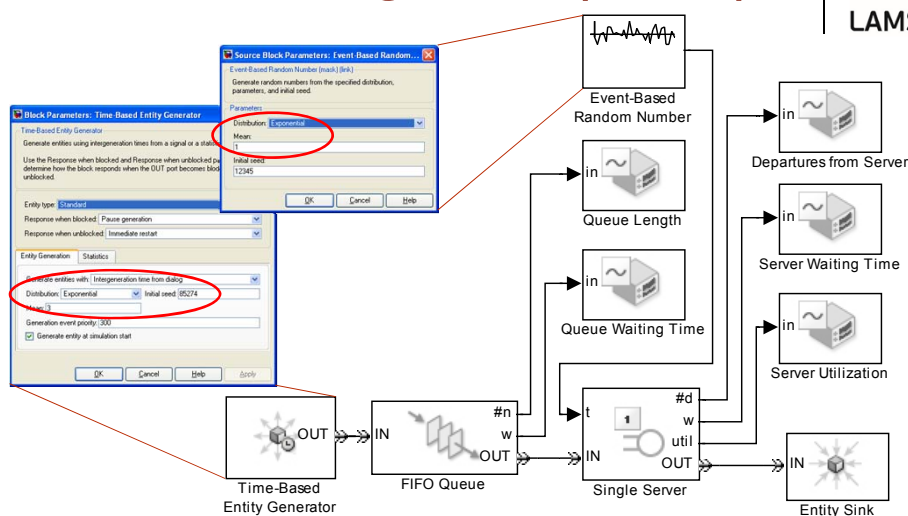 LAMS
Source Block Parameters: Event-Based Random...
Event-Based Random Number (mask) (link)
Generate random numbers from the specified distribution,
parameters, and initial seed.
Parameters
Distribution: Exponential
Mean:
1
Initial seed:
12345
OK Cancel Help
Block Parameters: Time-Based Entity Generator
Time-Based Entity Generator
Generate entities using intergeneration times from a signal or a statis
Use the Response when blocked and Response when unblocked pa
determine how the block responds when the OUT port becomes block
unblocked.
Entity type: Standard
Response when blocked: Pause generation
Response when unblocked: Immediate restart
Entity Generation Statistics
Generate entities with: Intergeneration time from dialog
Distribution: Exponential Initial seed: 85274
Mean: 3
Generation event priority: 300
Generate entity at simulation start
OK Cancel Help Apply
Event-Based
Random Number
in
Queue Length
in
Queue Waiting Time
in
Departures from Server
in
Server Waiting Time
in
Server Utilization
OUT
Time-Based
Entity Generator
IN
#n
w
OUT
FIFO Queue
t
IN
1
#d
w
util
OUT
Single Server
IN
Entity Sink